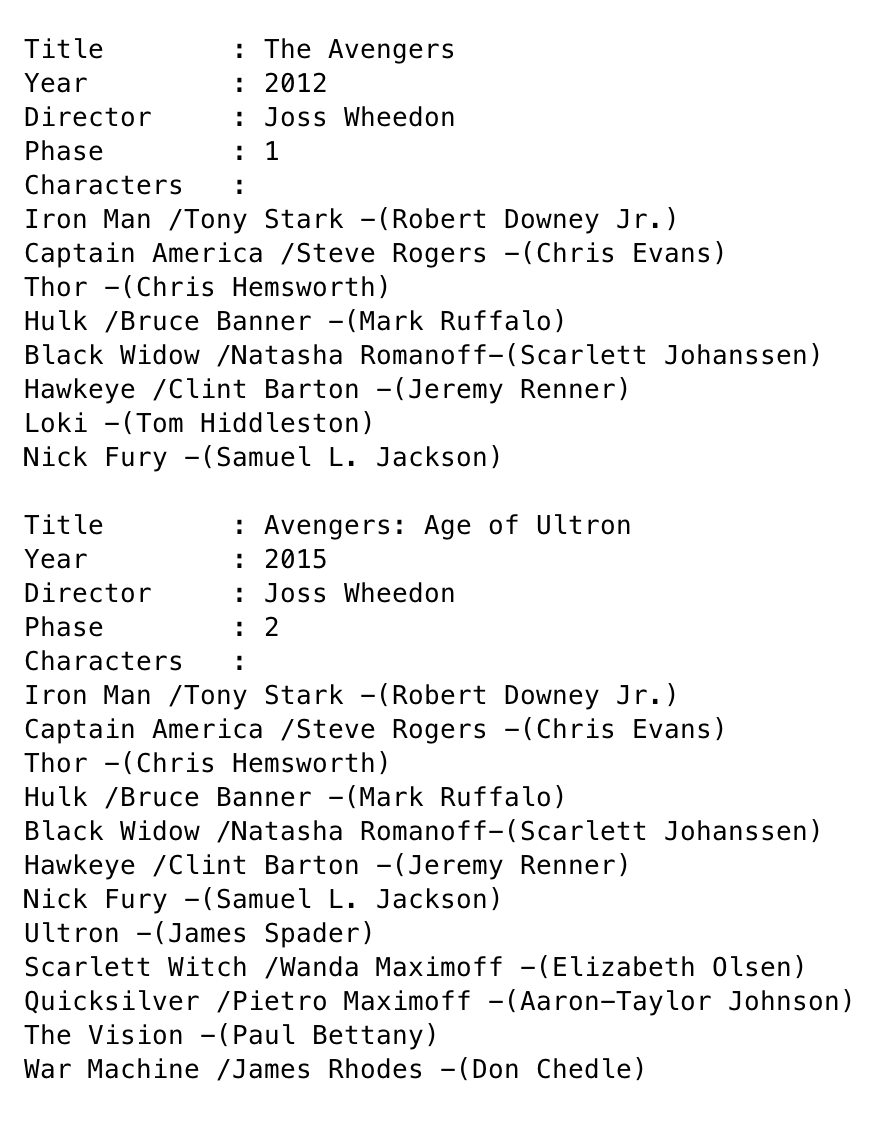 Title : The Avengers
Year : 2012
Director : Joss Wheedon
Phase : 1
Characters :
Iron Man /Tony Stark -(Robert Downey Jr.)
Captain America /Steve Rogers -(Chris Evans)
Thor -(Chris Hemsworth)
Hulk /Bruce Banner -(Mark Ruffalo)
Black Widow /Natasha Romanoff-(Scarlett Johanssen)
Hawkeye /Clint Barton -(Jeremy Renner)
Loki -(Tom Hiddleston)
Nick Fury -(Samuel L. Jackson)

Title : Avengers: Age of Ultron
Year : 2015
Director : Joss Wheedon
Phase : 2
Characters :
Iron Man /Tony Stark -(Robert Downey Jr.)
Captain America /Steve Rogers -(Chris Evans)
Thor -(Chris Hemsworth)
Hulk /Bruce Banner -(Mark Ruffalo)
Black Widow /Natasha Romanoff-(Scarlett Johanssen)
Hawkeye /Clint Barton -(Jeremy Renner)
Nick Fury -(Samuel L. Jackson)
Ultron -(James Spader)
Scarlett Witch /Wanda Maximoff -(Elizabeth Olsen)
Quicksilver /Pietro Maximoff -(Aaron-Taylor Johnson)
The Vision -(Paul Bettany)
War Machine /James Rhodes -(Don Chedle)